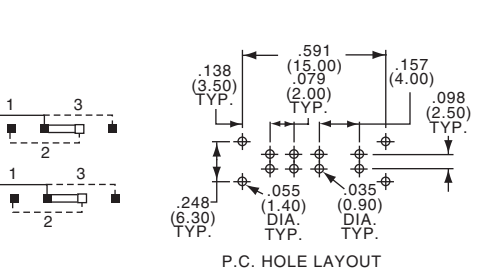 1 3
2
1 3
2
.591
(15.00)
.138
(3.50)
TYP.
.079
(2.00)
TYP.
.157
(4.00)
.098
(2.50)
TYP.
.248
(6.30)
TYP.
.055
(1.40)
DIA.
TYP.
.035
(0.90)
DIA.
TYP.
P.C. HOLE LAYOUT